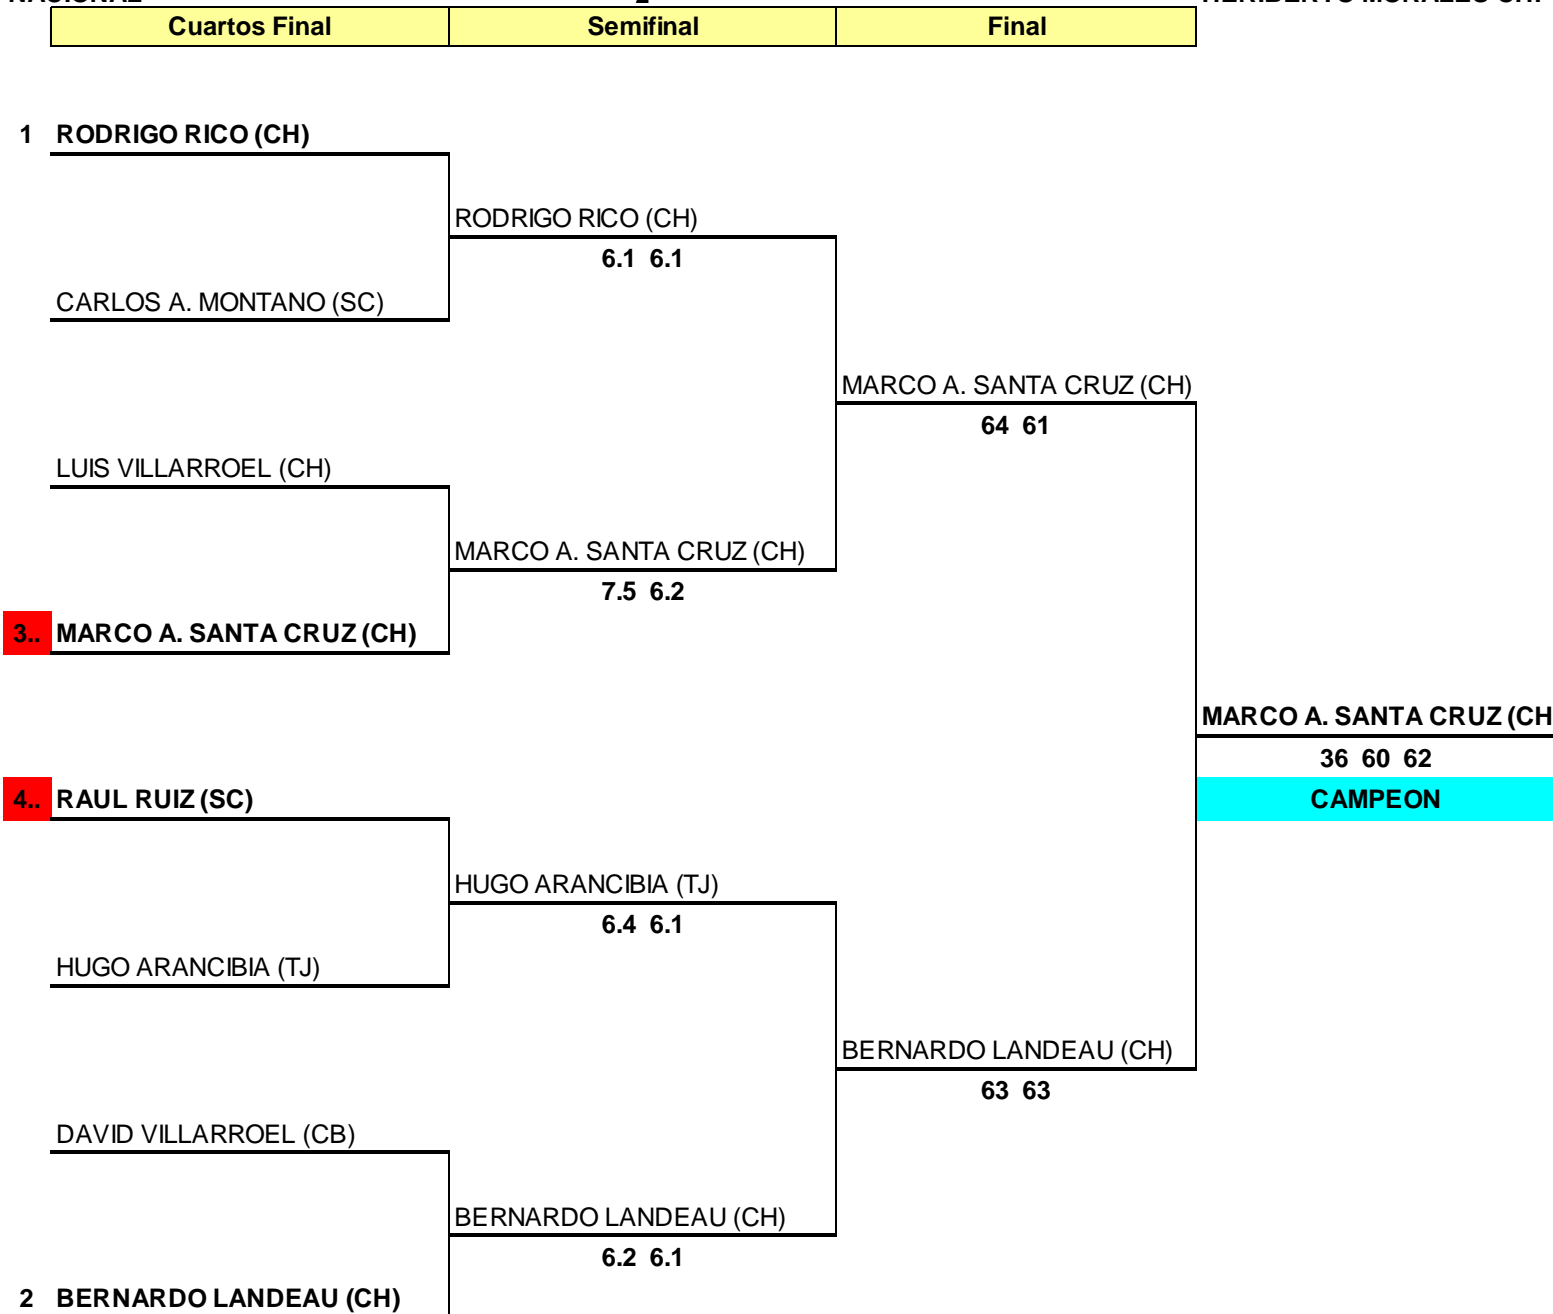 Cuartos Final Semifinal Final
1 RODRIGO RICO (CH)
RODRIGO RICO (CH)
6.1 6.1
CARLOS A. MONTANO (SC)
MARCO A. SANTA CRUZ (CH)
64 61
LUIS VILLARROEL (CH)
MARCO A. SANTA CRUZ (CH)
7.5 6.2
3.. MARCO A. SANTA CRUZ (CH)
MARCO A. SANTA CRUZ (CH
36 60 62
4.. RAUL RUIZ (SC)
CAMPEON
HUGO ARANCIBIA (TJ)
6.4 6.1
HUGO ARANCIBIA (TJ)
BERNARDO LANDEAU (CH)
63 63
DAVID VILLARROEL (CB)
BERNARDO LANDEAU (CH)
6.2 6.1
2 BERNARDO LANDEAU (CH)